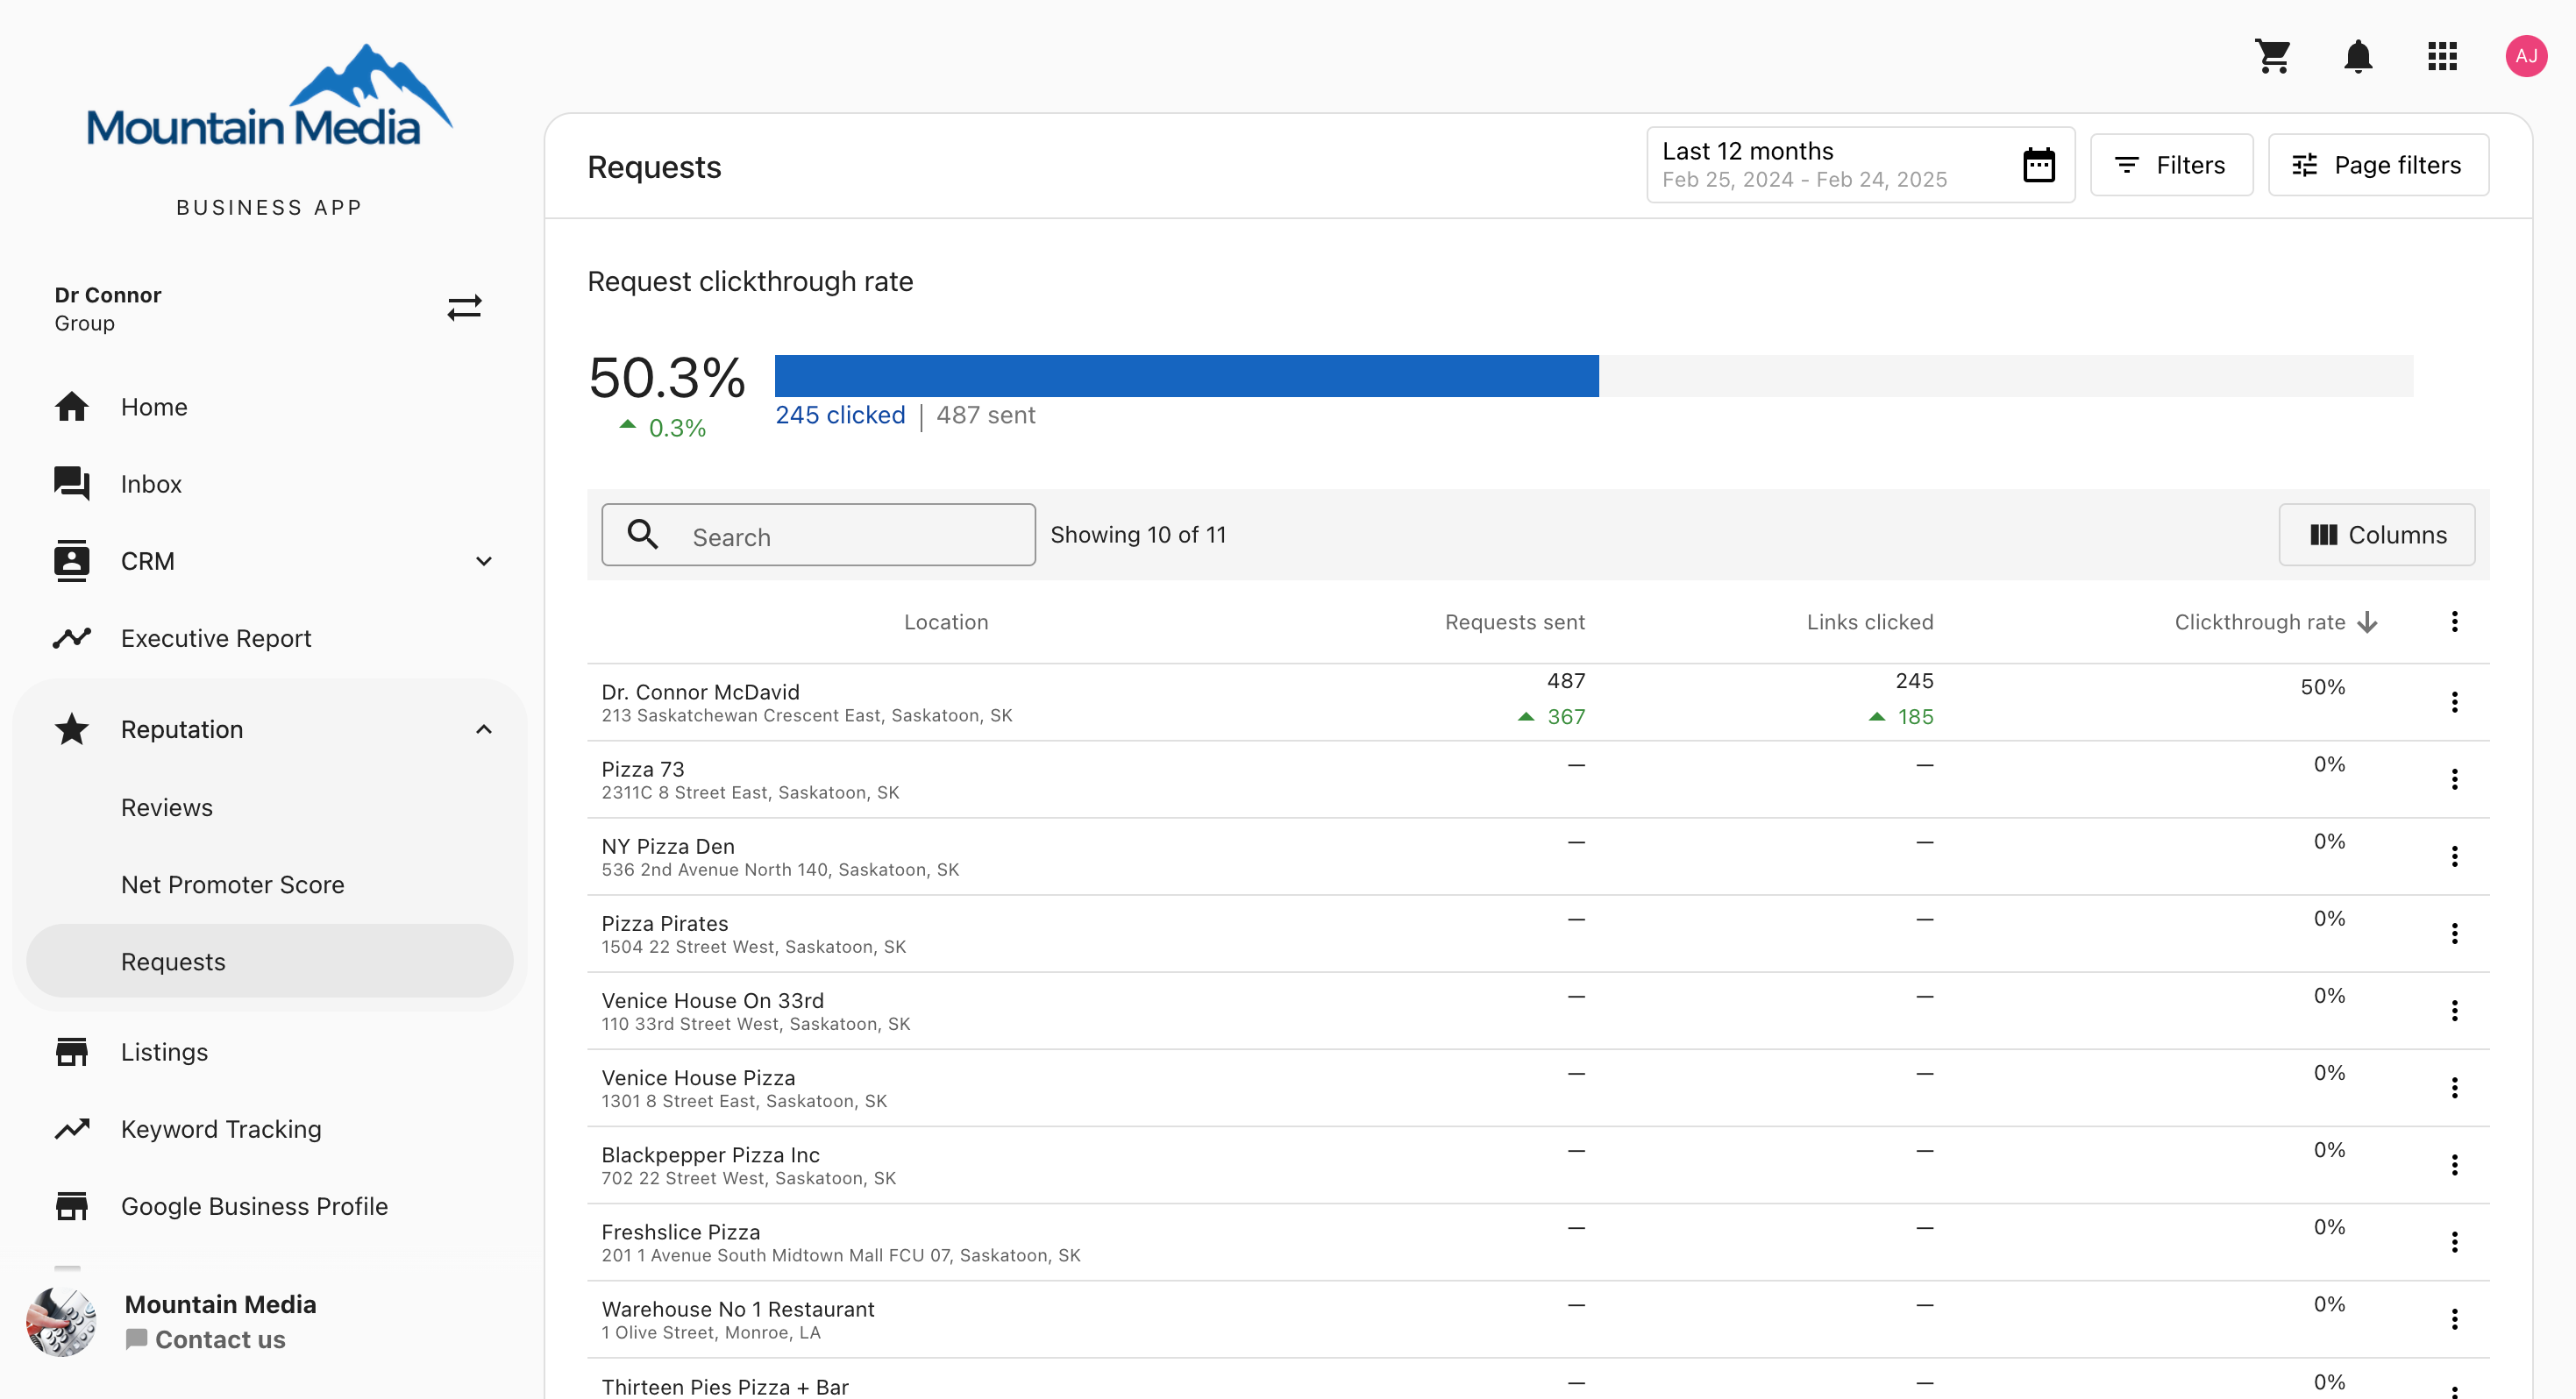 Mountain Media
BUSINESS APP
Dr Connor
Group
Home
Inbox
CRM
Executive Report
Reputation
Reviews
Net Promoter Score
Requests
Listings
Keyword Tracking
Google Business Profile
Mountain Media
Contact us
AJ
Requests
Last 12 months
Feb 25, 2024 - Feb 24, 2025
Filters
Page filters
Request clickthrough rate
50.3%
0.3%
245 clicked | 487 sent
Search
Showing 10 of 11
Columns
Location Requests sent Links clicked Clickthrough rate
Dr. Connor McDavid 487 245 50%
213 Saskatchewan Crescent East, Saskatoon, SK 367 185
Pizza 73 — — 0%
2311C 8 Street East, Saskatoon, SK
NY Pizza Den — — 0%
536 2nd Avenue North 140, Saskatoon, SK
Pizza Pirates — — 0%
1504 22 Street West, Saskatoon, SK
Venice House On 33rd — — 0%
110 33rd Street West, Saskatoon, SK
Venice House Pizza — — 0%
1301 8 Street East, Saskatoon, SK
Blackpepper Pizza Inc — — 0%
702 22 Street West, Saskatoon, SK
Freshslice Pizza — — 0%
201 1 Avenue South Midtown Mall FCU 07, Saskatoon, SK
Warehouse No 1 Restaurant — — 0%
1 Olive Street, Monroe, LA
Thirteen Pies Pizza + Bar — — 0%